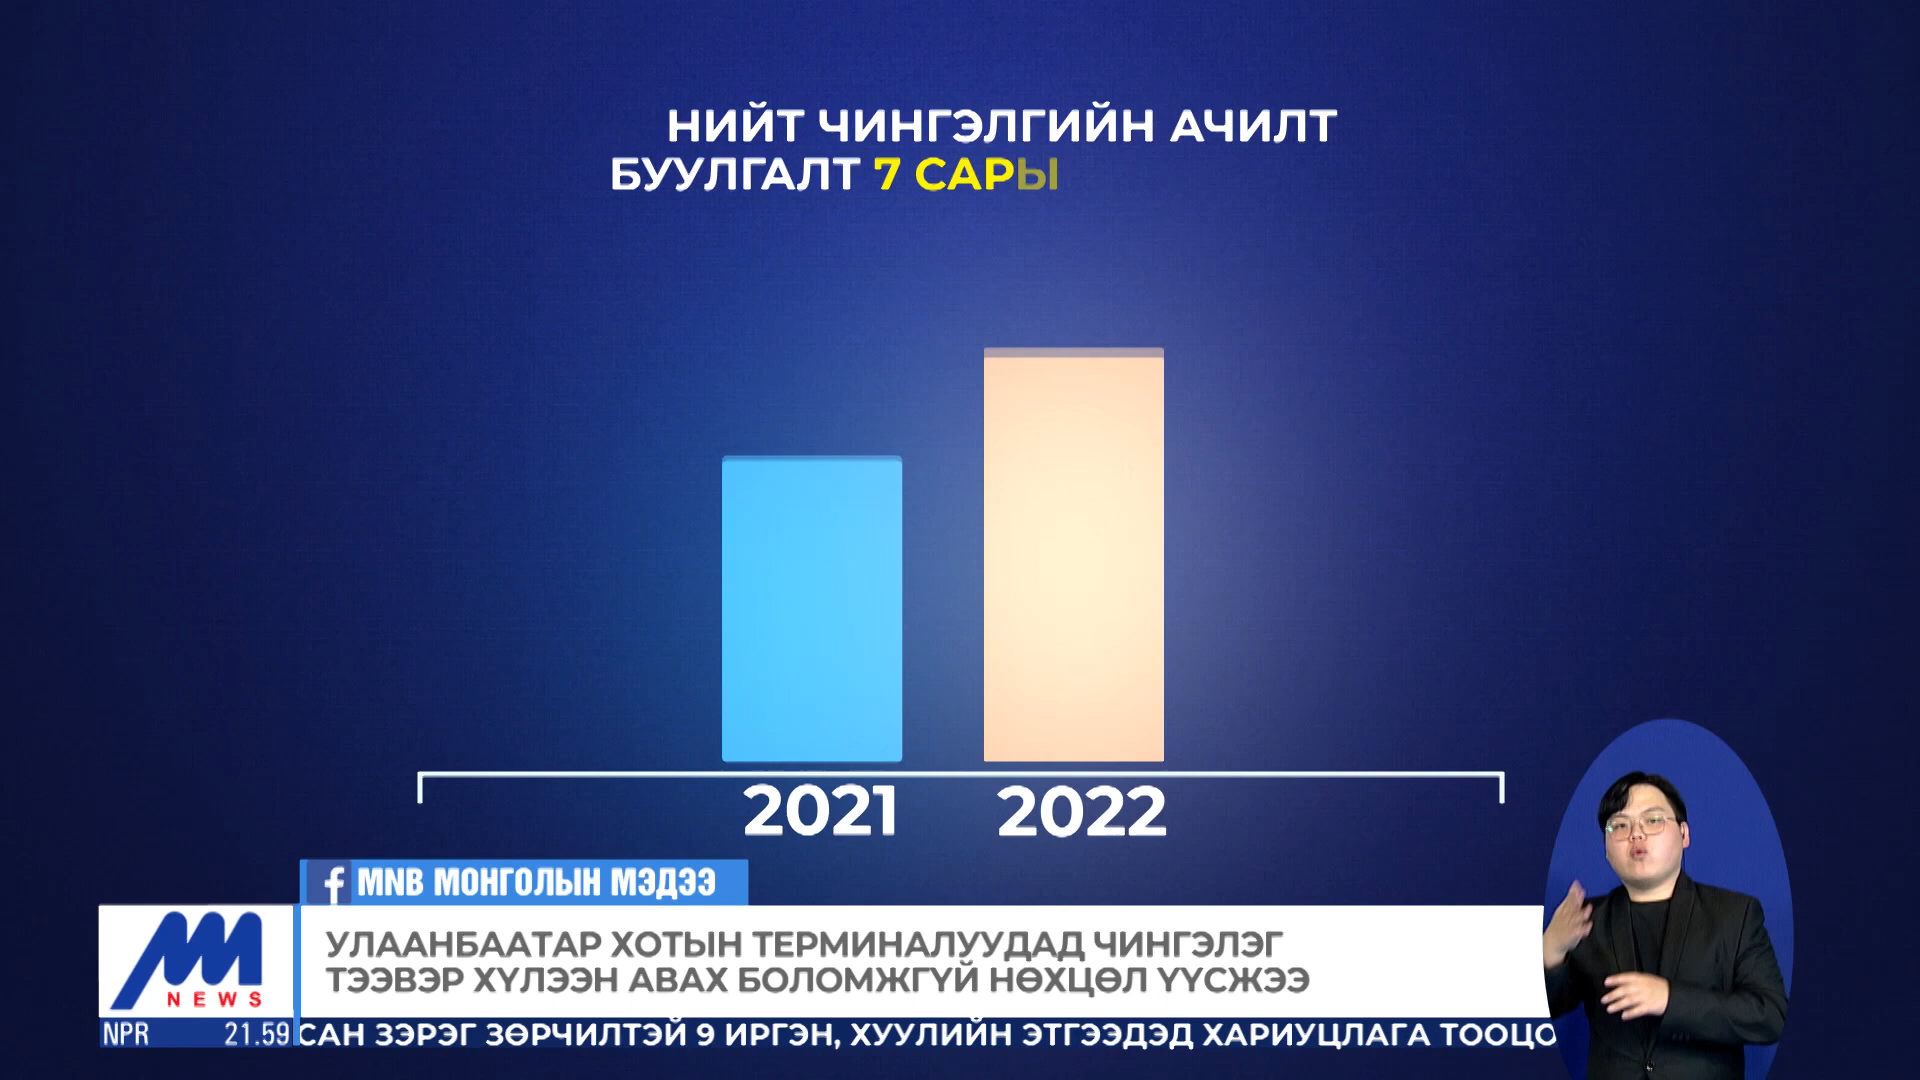 НИЙТ ЧИНГЭЛГИЙН АЧИЛТ
БУУЛГАЛТ 7 САРЫ
2021 2022
MNB МОНГОЛЫН МЭДЭЭ
NEWS
УЛААНБААТАР ХОТЫН ТЕРМИНАЛУУДАД ЧИНГЭЛЭГ
ТЭЭВЭР ХҮЛЭЭН АВАХ БОЛОМЖГҮЙ НӨХЦӨЛ ҮҮСЖЭЭ
NPR 21.59 САН ЗЭРЭГ ЗӨРЧИЛТЭЙ 9 ИРГЭН, ХУУЛИЙН ЭТГЭЭДЭД ХАРИУЦЛАГА ТООЦО